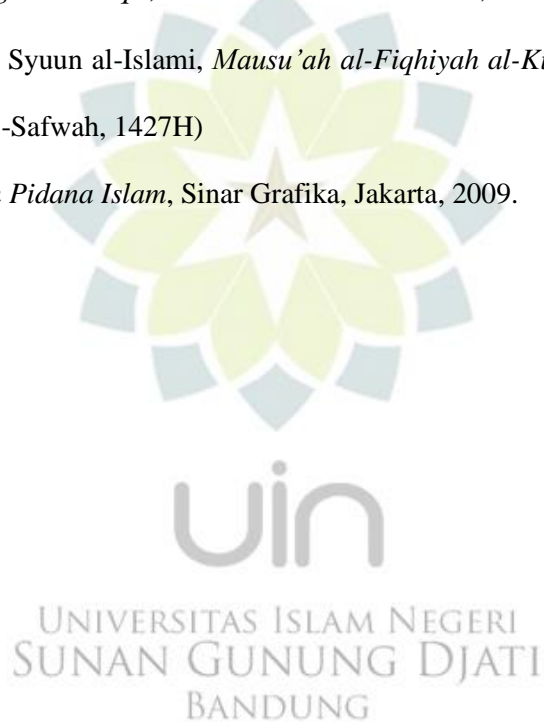 Syuun al-Islami, Mausu’ah al-Fiqhiyah al-
-Safwah, 1427H)
Pidana Islam, Sinar Grafika, Jakarta, 2009.
uin
UNIVERSITAS ISLAM NEGERI
SUNAN GUNUNG DJATI
BANDUNG